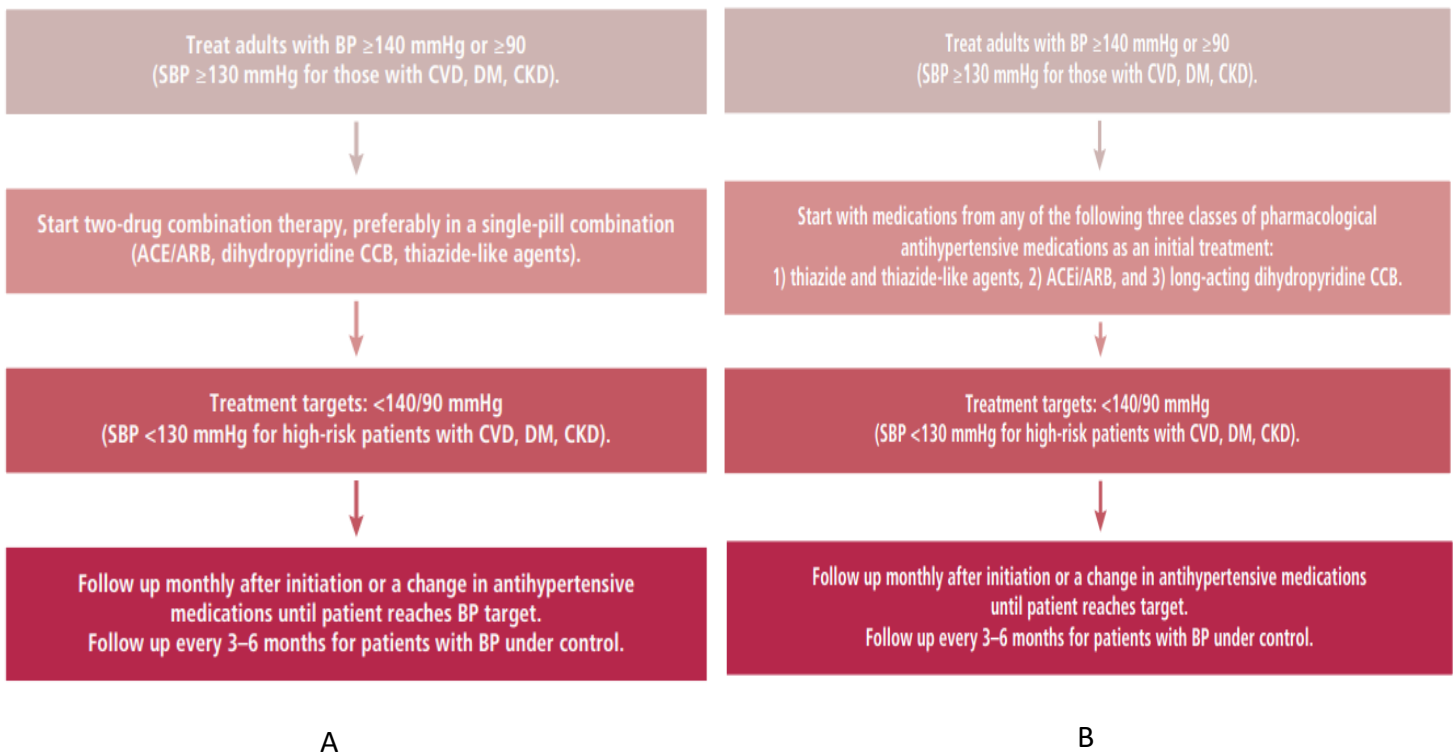 Treat adults with BP ≥140 mmHg or ≥90
(SBP ≥130 mmHg for those with CVD, DM, CKD).
Start two-drug combination therapy, preferably in a single-pill combination
(ACE/ARB, dihydropyridine CCB, thiazide-like agents).
Treatment targets: <140/90 mmHg
(SBP <130 mmHg for high-risk patients with CVD, DM, CKD).
Follow up monthly after initiation or a change in antihypertensive
medications until patient reaches BP target.
Follow up every 3–6 months for patients with BP under control.
A
Treat adults with BP ≥140 mmHg or ≥90
(SBP ≥130 mmHg for those with CVD, DM, CKD).
Start with medications from any of the following three classes of pharmacological
antihypertensive medications as an initial treatment:
1) thiazide and thiazide-like agents, 2) ACEi/ARB, and 3) long-acting dihydropyridine CCB.
Treatment targets: <140/90 mmHg
(SBP <130 mmHg for high-risk patients with CVD, DM, CKD).
Follow up monthly after initiation or a change in antihypertensive medications
until patient reaches target.
Follow up every 3–6 months for patients with BP under control.
B